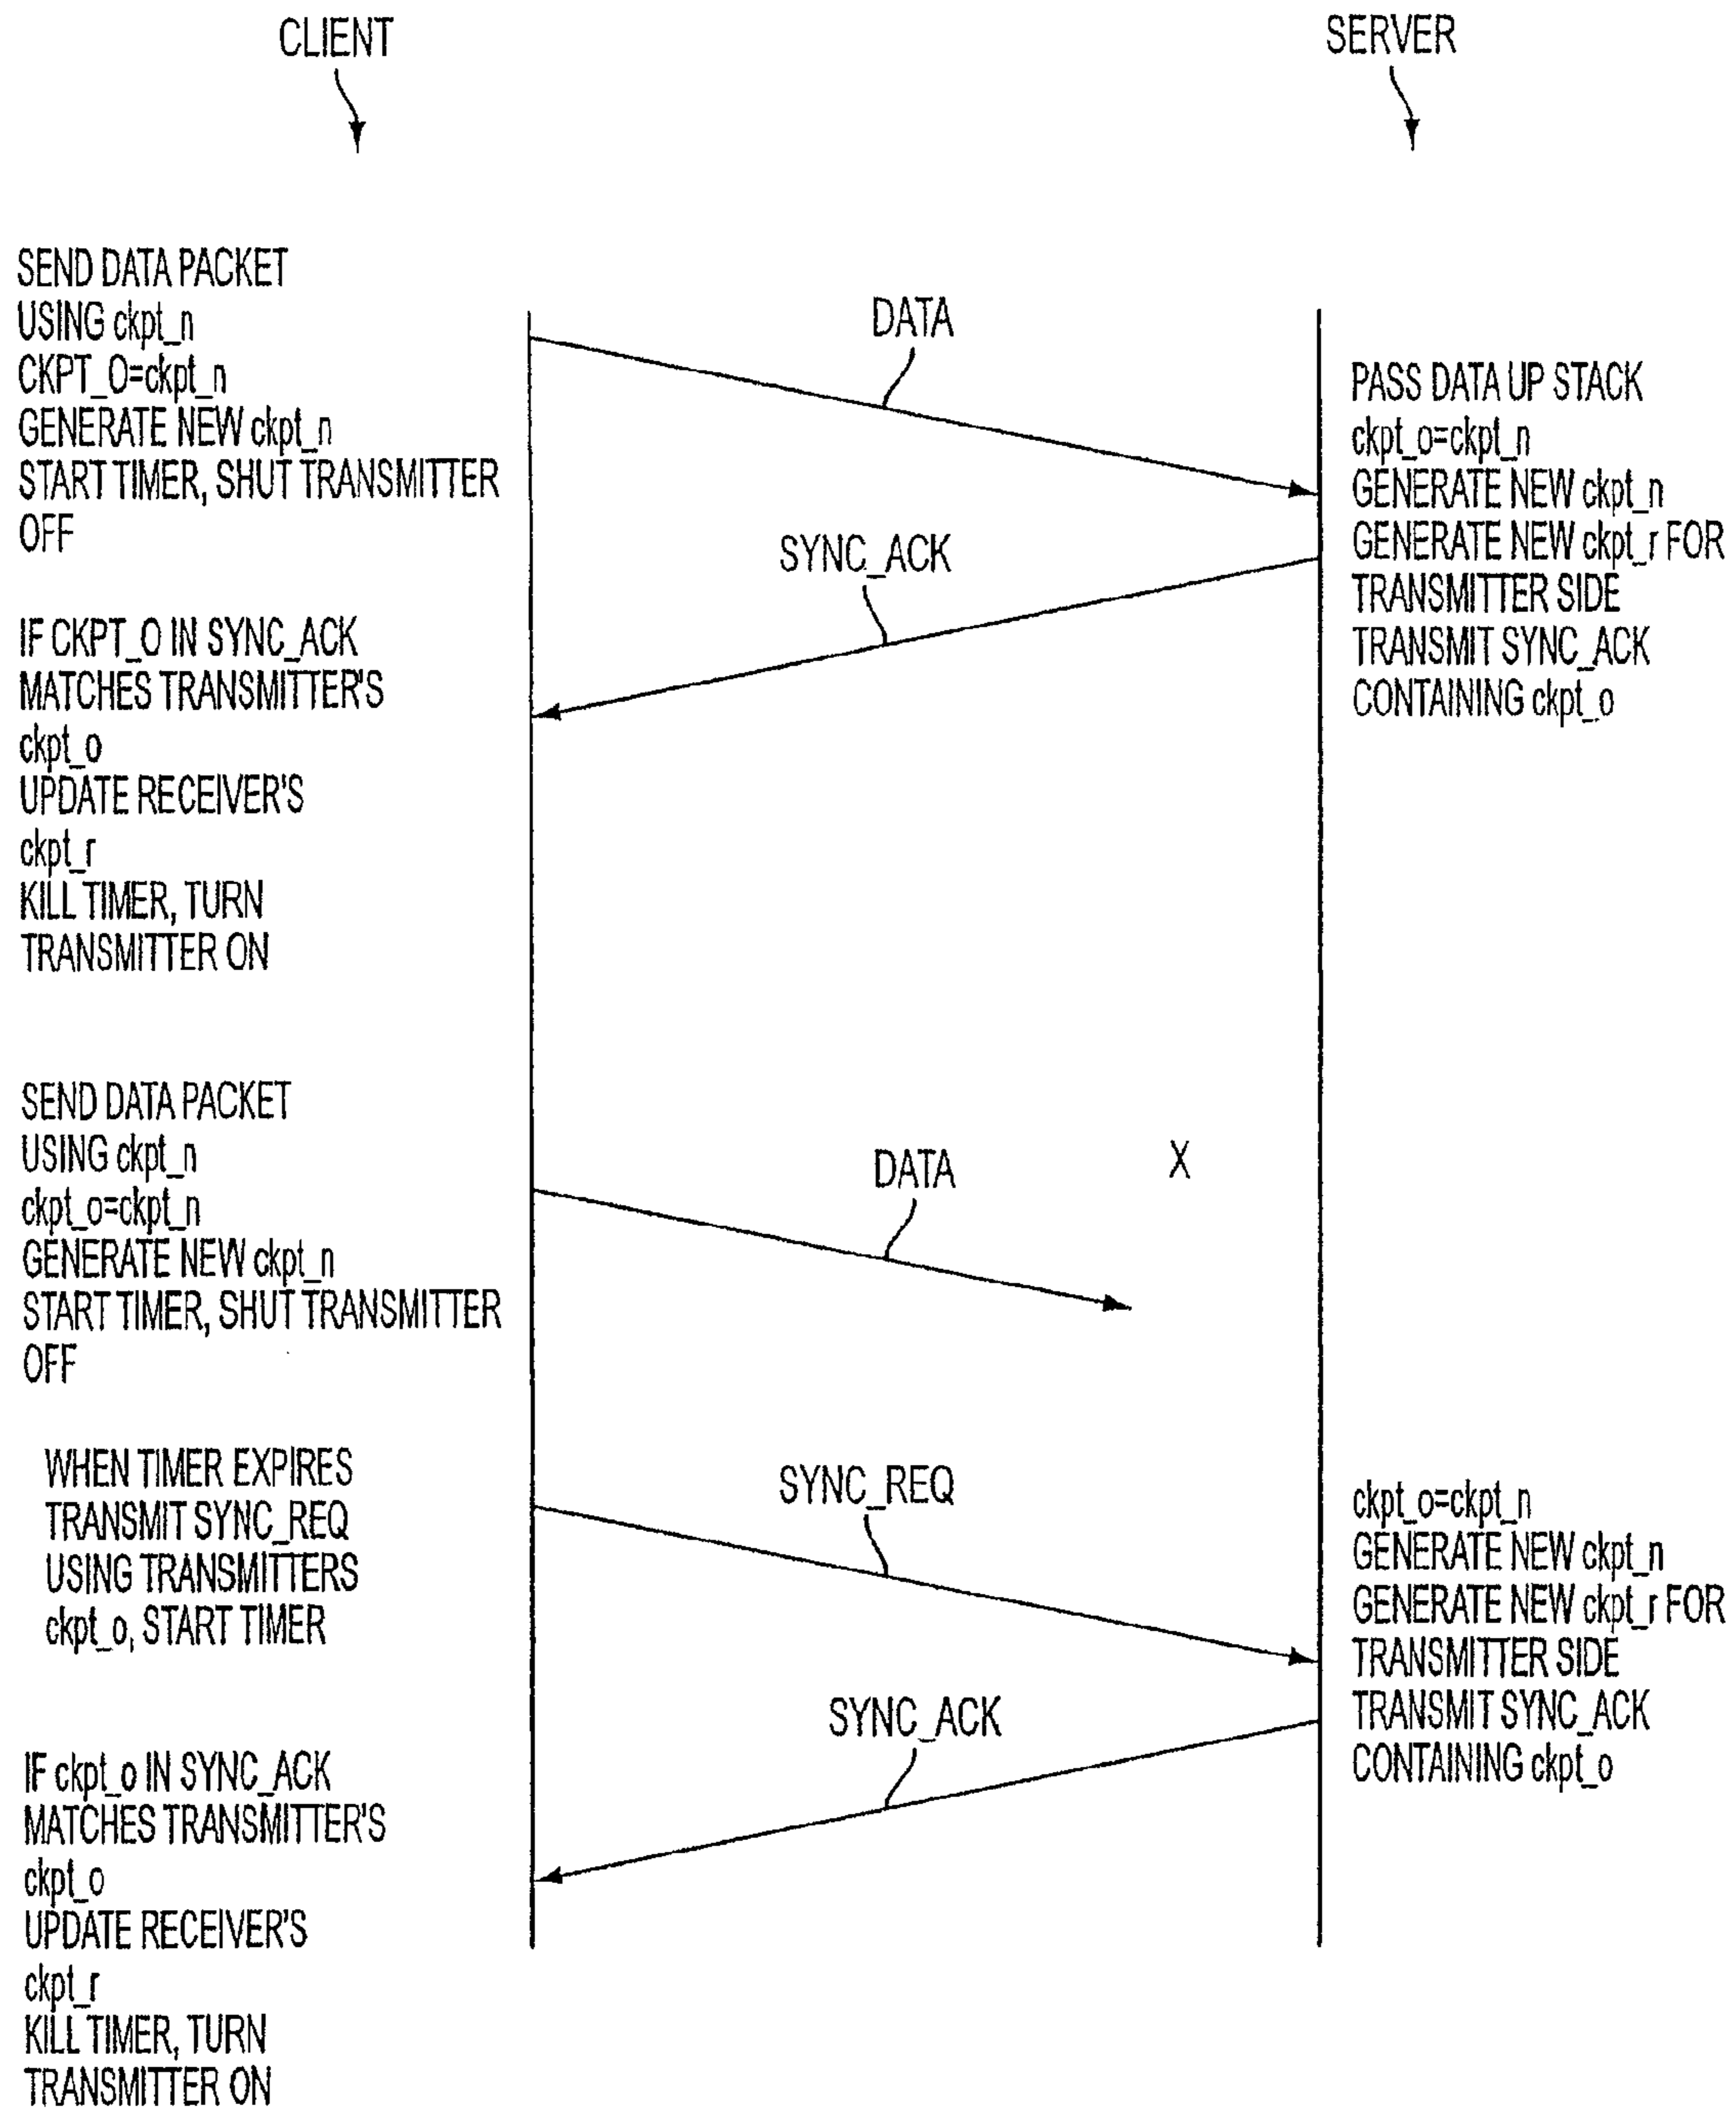 CLIENT
SERVER
SEND DATA PACKET
USING ckpt_n
CKPT_O=ckpt_n
GENERATE NEW ckpt_n
START TIMER, SHUT TRANSMITTER
OFF
DATA
PASS DATA UP STACK
ckpt_o=ckpt_n
GENERATE NEW ckpt_n
GENERATE NEW ckpt_r FOR
TRANSMITTER SIDE
TRANSMIT SYNC_ACK
CONTAINING ckpt_o
SYNC_ACK
IF CKPT_O IN SYNC_ACK
MATCHES TRANSMITTER'S
ckpt_o
UPDATE RECEIVER'S
ckpt_r
KILL TIMER, TURN
TRANSMITTER ON
SEND DATA PACKET
USING ckpt_n
ckpt_o=ckpt_n
GENERATE NEW ckpt_n
START TIMER, SHUT TRANSMITTER
OFF
DATA
X
WHEN TIMER EXPIRES
TRANSMIT SYNC_REQ
USING TRANSMITTERS
ckpt_o, START TIMER
SYNC_REQ
ckpt_o=ckpt_n
GENERATE NEW ckpt_n
GENERATE NEW ckpt_r FOR
TRANSMITTER SIDE
TRANSMIT SYNC_ACK
CONTAINING ckpt_o
SYNC_ACK
IF ckpt_o IN SYNC_ACK
MATCHES TRANSMITTER'S
ckpt_o
UPDATE RECEIVER'S
ckpt_r
KILL TIMER, TURN
TRANSMITTER ON